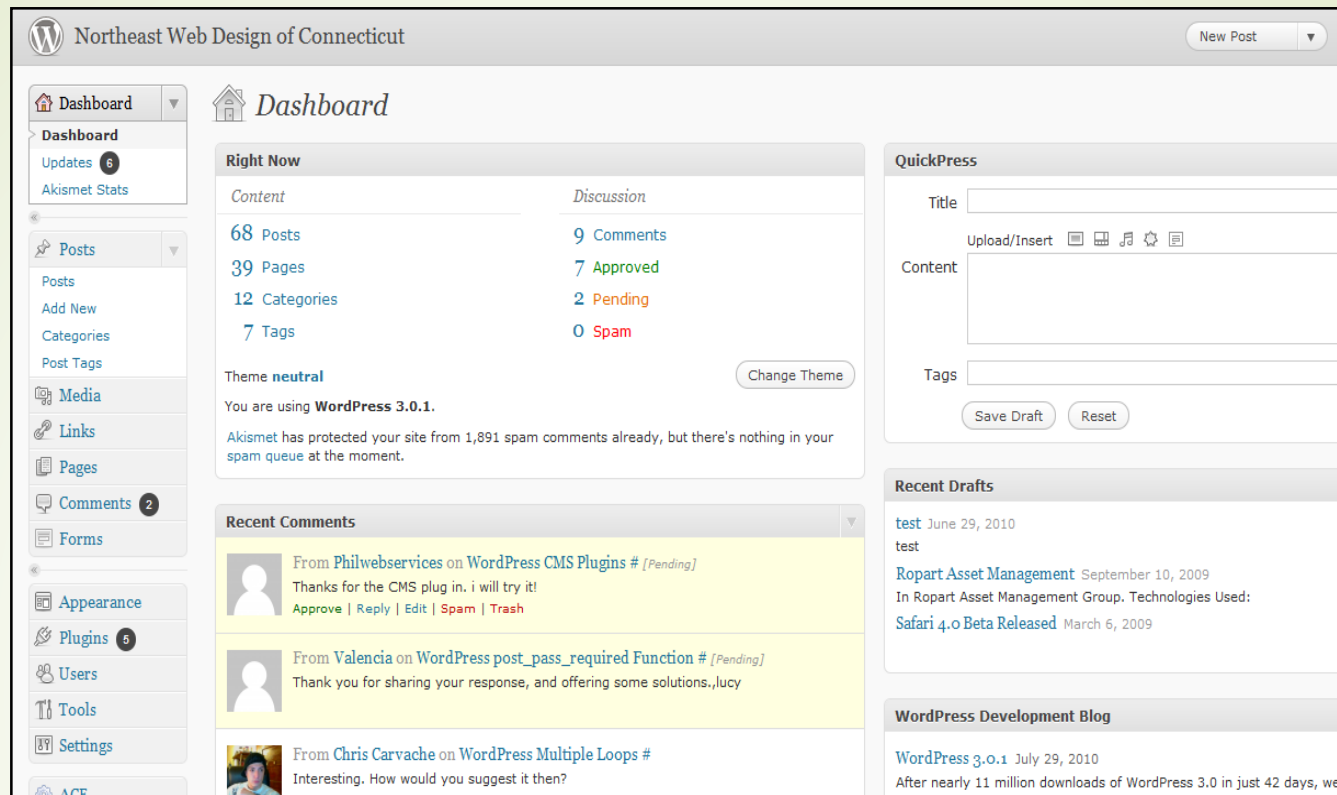 Northeast Web Design of Connecticut
New Post
Dashboard
Dashboard
Updates 6
Akismet Stats
Posts
Posts
Add New
Categories
Post Tags
Media
Links
Pages
Comments 2
Forms
Appearance
Plugins 5
Users
Tools
Settings
ACF
Dashboard
Right Now
Content
68 Posts
39 Pages
12 Categories
7 Tags
Discussion
9 Comments
7 Approved
2 Pending
0 Spam
Theme neutral
Change Theme
You are using WordPress 3.0.1.
Akismet has protected your site from 1,891 spam comments already, but there's nothing in your
spam queue at the moment.
Recent Comments
From Philwebservices on WordPress CMS Plugins # [Pending]
Thanks for the CMS plug in. i will try it!
Approve | Reply | Edit | Spam | Trash
From Valencia on WordPress post_pass_required Function # [Pending]
Thank you for sharing your response, and offering some solutions.,lucy
From Chris Carvache on WordPress Multiple Loops #
Interesting. How would you suggest it then?
QuickPress
Title
Upload/Insert
Content
Tags
Save Draft
Reset
Recent Drafts
test June 29, 2010
test
Ropart Asset Management September 10, 2009
In Ropart Asset Management Group. Technologies Used:
Safari 4.0 Beta Released March 6, 2009
WordPress Development Blog
WordPress 3.0.1 July 29, 2010
After nearly 11 million downloads of WordPress 3.0 in just 42 days, we